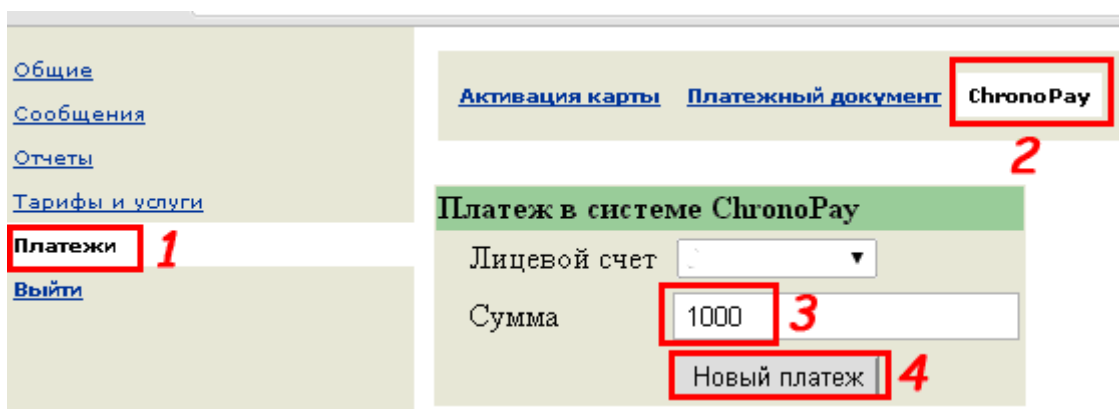 Общие
Сообщения
Отчеты
Тарифы и услуги
Платежи 1
Выйти
Активация карты Платежный документ ChronoPay
2
Платеж в системе ChronoPay
Лицевой счет
Сумма 1000 3
Новый платеж 4